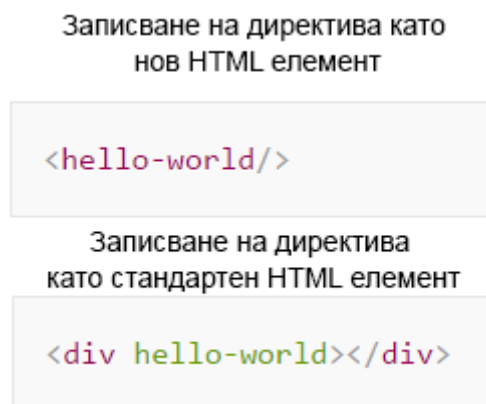 Записване на директива като
нов HTML елемент
<hello-world/>
Записване на директива
като стандартен HTML елемент
<div hello-world></div>